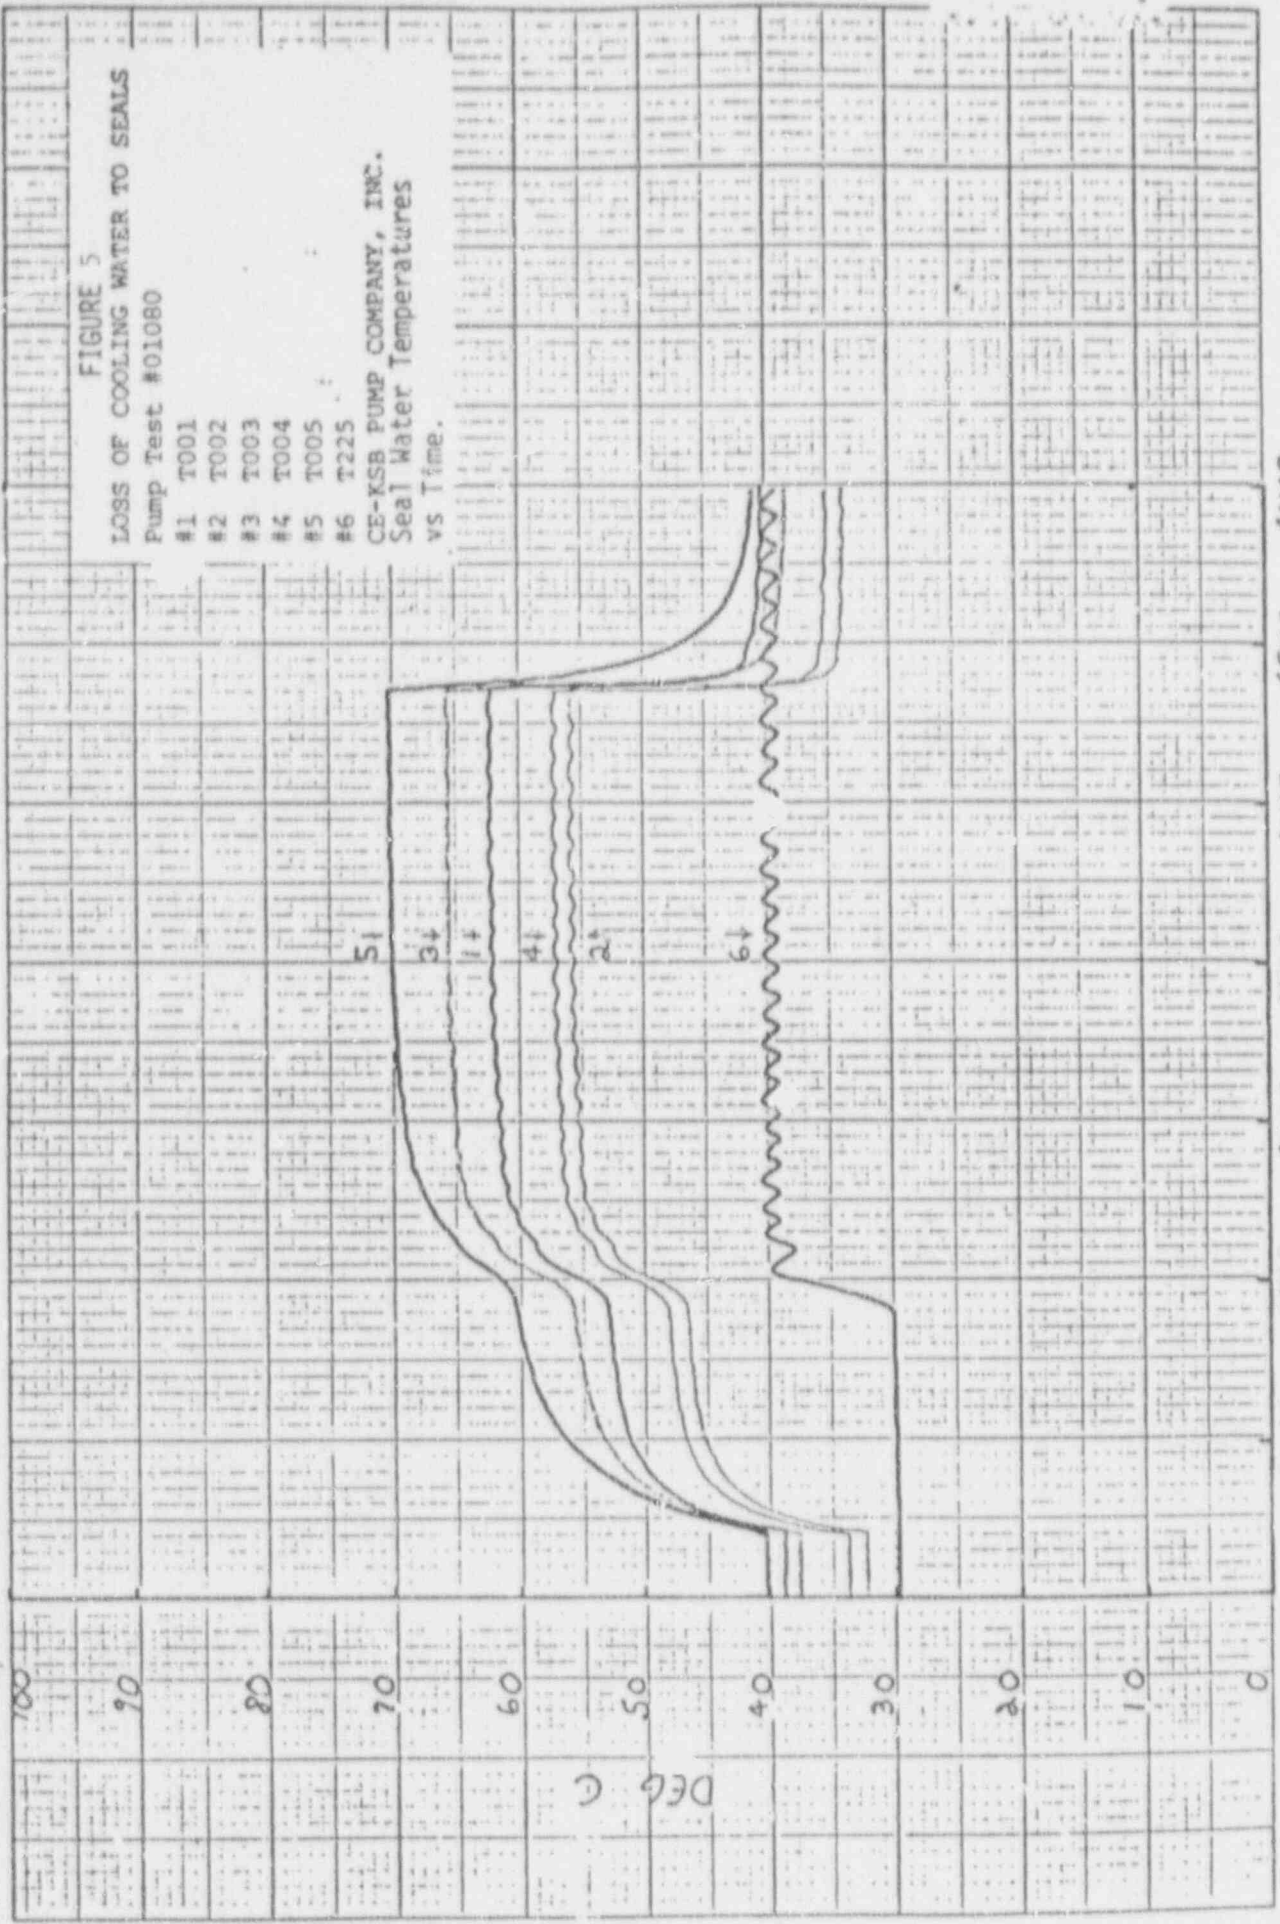 FIGURE 5
LOSS OF COOLING WATER TO SEALS
Pump Test #01080
#1 T001
#2 T002
#3 T003
#4 T004
#5 T005
#6 T225
CE-KSB PUMP COMPANY, INC.
Seal Water Temperatures
vs Time.
100
90
80
70
60
50
40
30
20
10
0
DEG C
5
3
1
4
2
6